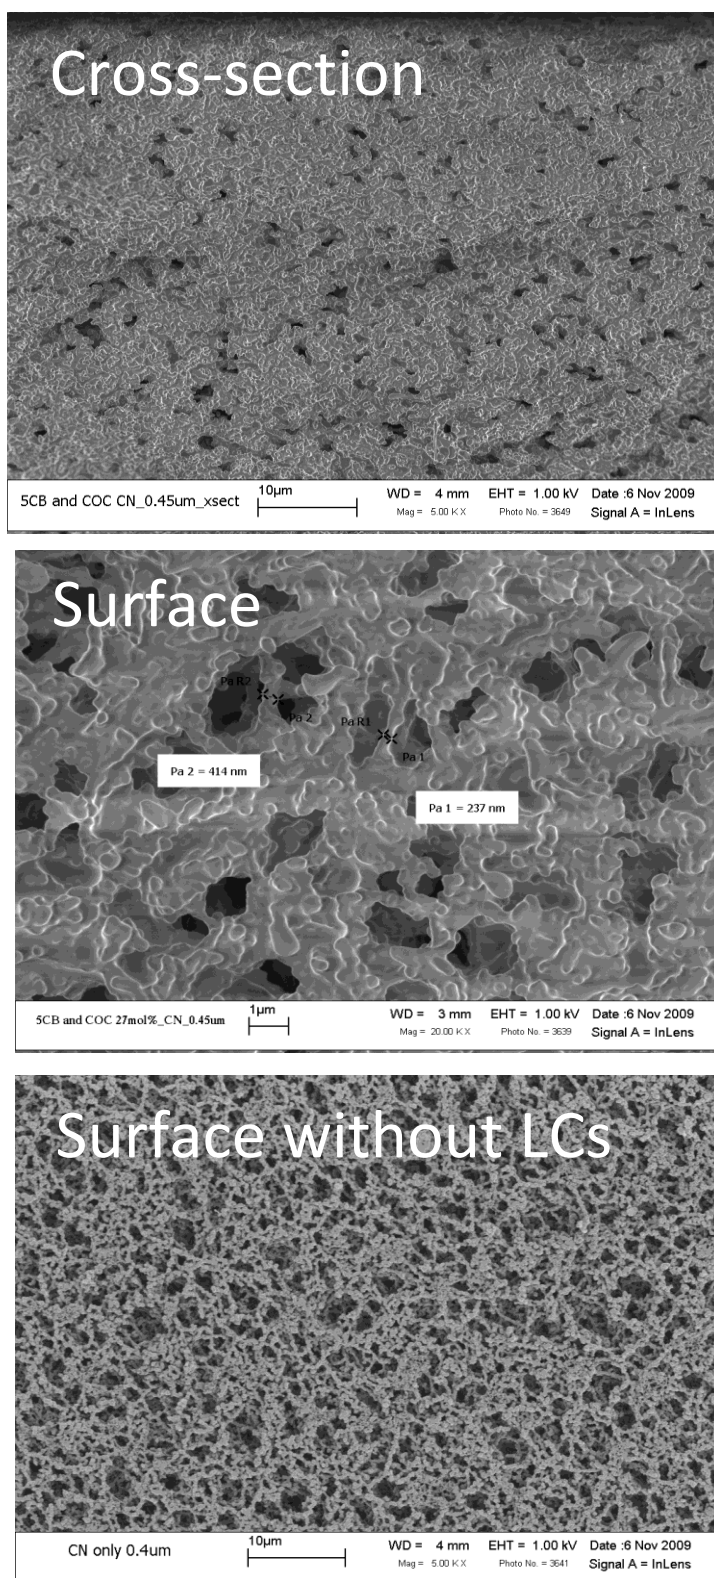 Cross-section
5CB and COC CN_0.45um_xsect
10µm
WD = 4 mm EHT = 1.00 kV Date :6 Nov 2009
Mag = 5.00 K X Photo No. = 3649 Signal A = InLens
Surface
Pa R2
Pa 2
Pa R1
Pa 1
Pa 2 = 414 nm
Pa 1 = 237 nm
5CB and COC 27mol%_CN_0.45um
1µm
WD = 3 mm EHT = 1.00 kV Date :6 Nov 2009
Mag = 20.00 K X Photo No. = 3639 Signal A = InLens
Surface without LCs
CN only 0.4um
10µm
WD = 4 mm EHT = 1.00 kV Date :6 Nov 2009
Mag = 5.00 K X Photo No. = 3641 Signal A = InLens